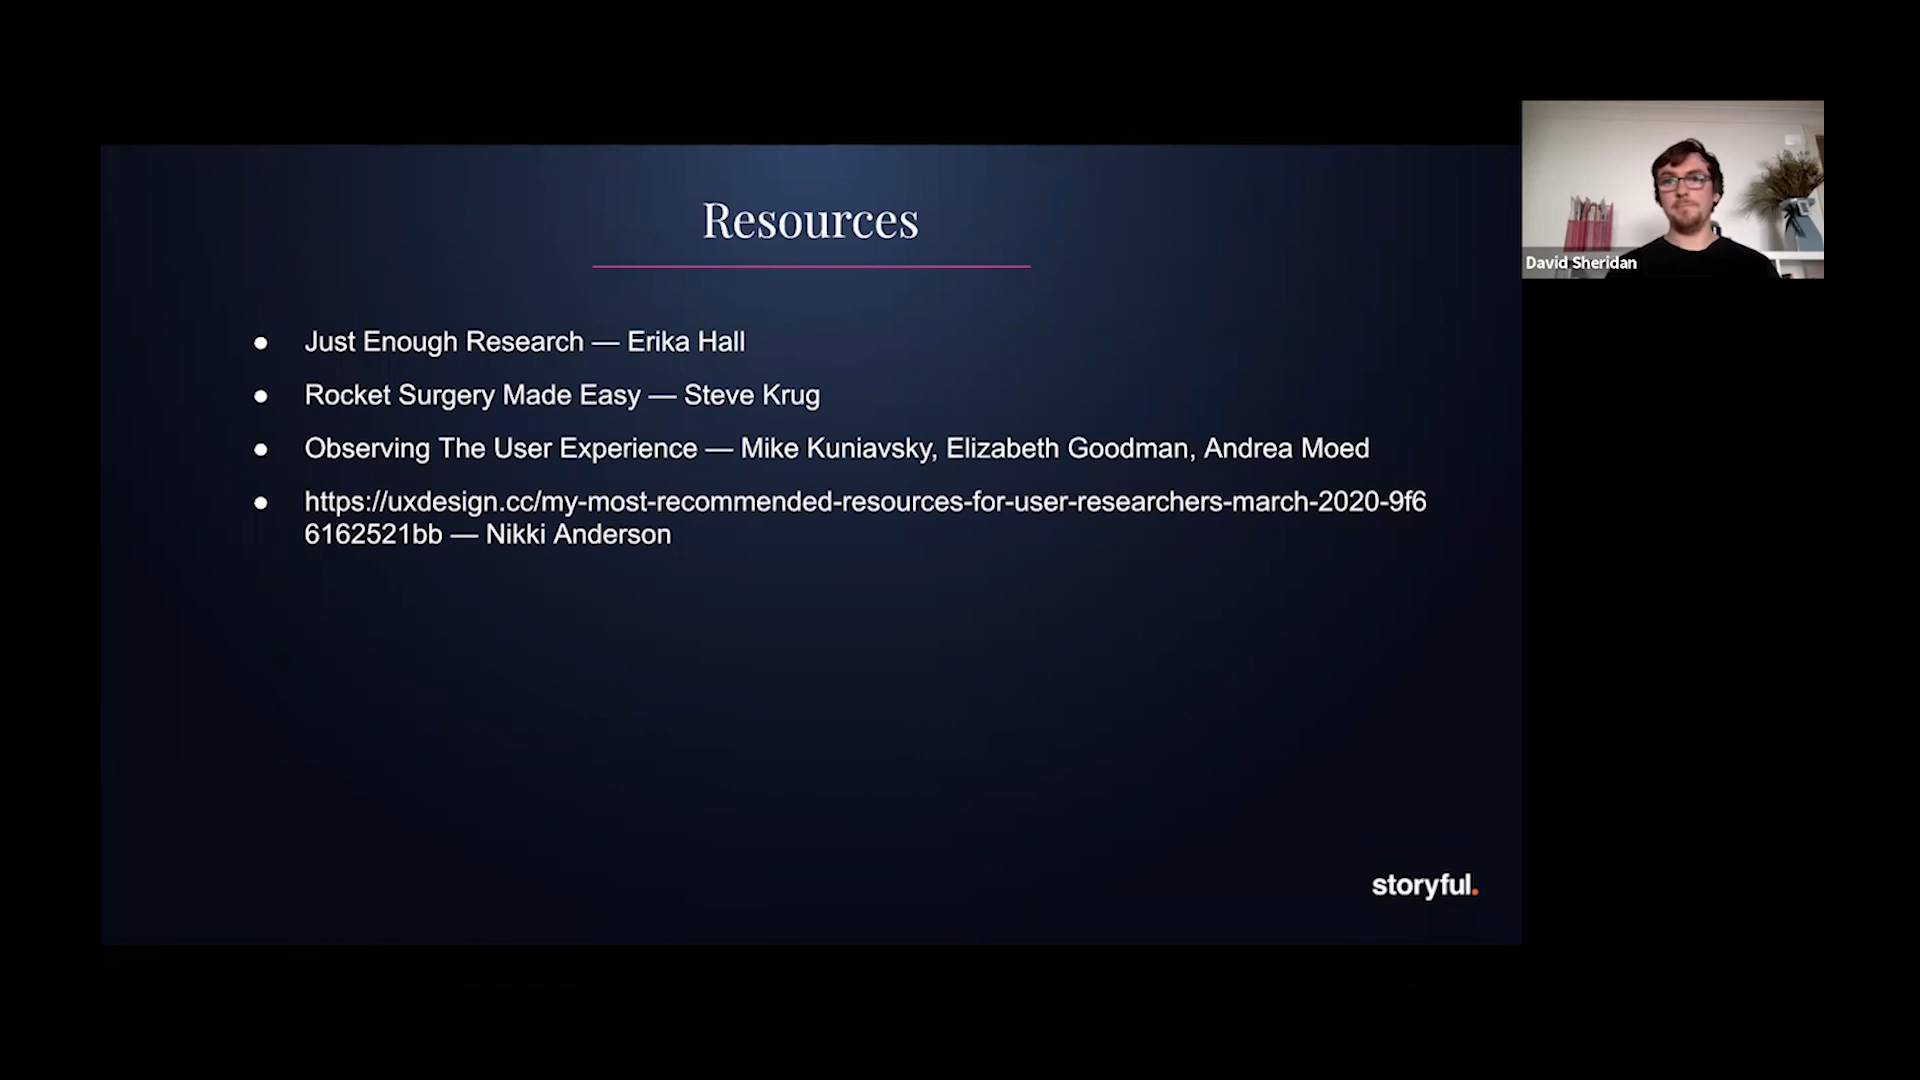 Resources
● Just Enough Research — Erika Hall
● Rocket Surgery Made Easy — Steve Krug
● Observing The User Experience — Mike Kuniavsky, Elizabeth Goodman, Andrea Moed
● https://uxdesign.cc/my-most-recommended-resources-for-user-researchers-march-2020-9f6
6162521bb — Nikki Anderson
storyful.
David Sheridan